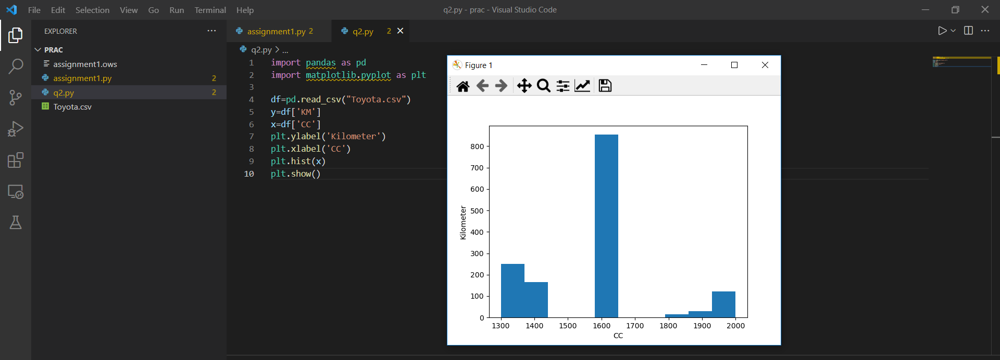 File Edit Selection View Go Run Terminal Help
q2.py - prac - Visual Studio Code
EXPLORER
PRAC
assignment1.ows
assignment1.py 2
q2.py 2
Toyota.csv
assignment1.py 2 q2.py 2
q2.py > ...
1 import pandas as pd
2 import matplotlib.pyplot as plt
3
4 df=pd.read_csv("Toyota.csv")
5 y=df['KM']
6 x=df['CC']
7 plt.ylabel('Kilometer')
8 plt.xlabel('CC')
9 plt.hist(x)
10 plt.show()
Figure 1
800
700
600
500
400
300
200
100
0
Kilometer
1300 1400 1500 1600 1700 1800 1900 2000
CC